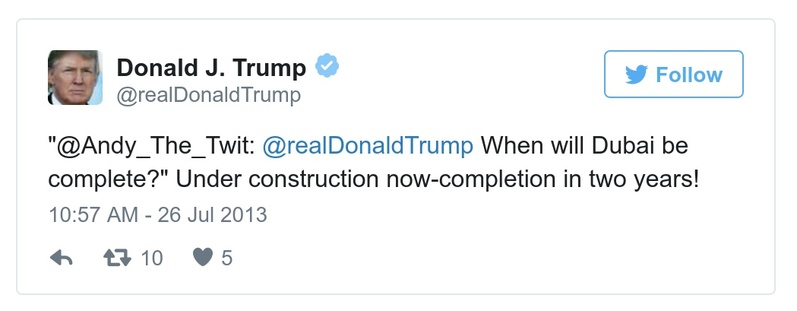 Donald J. Trump
@realDonaldTrump
Follow
"@Andy_The_Twit: @realDonaldTrump When will Dubai be
complete?" Under construction now-completion in two years!
10:57 AM - 26 Jul 2013
10 5